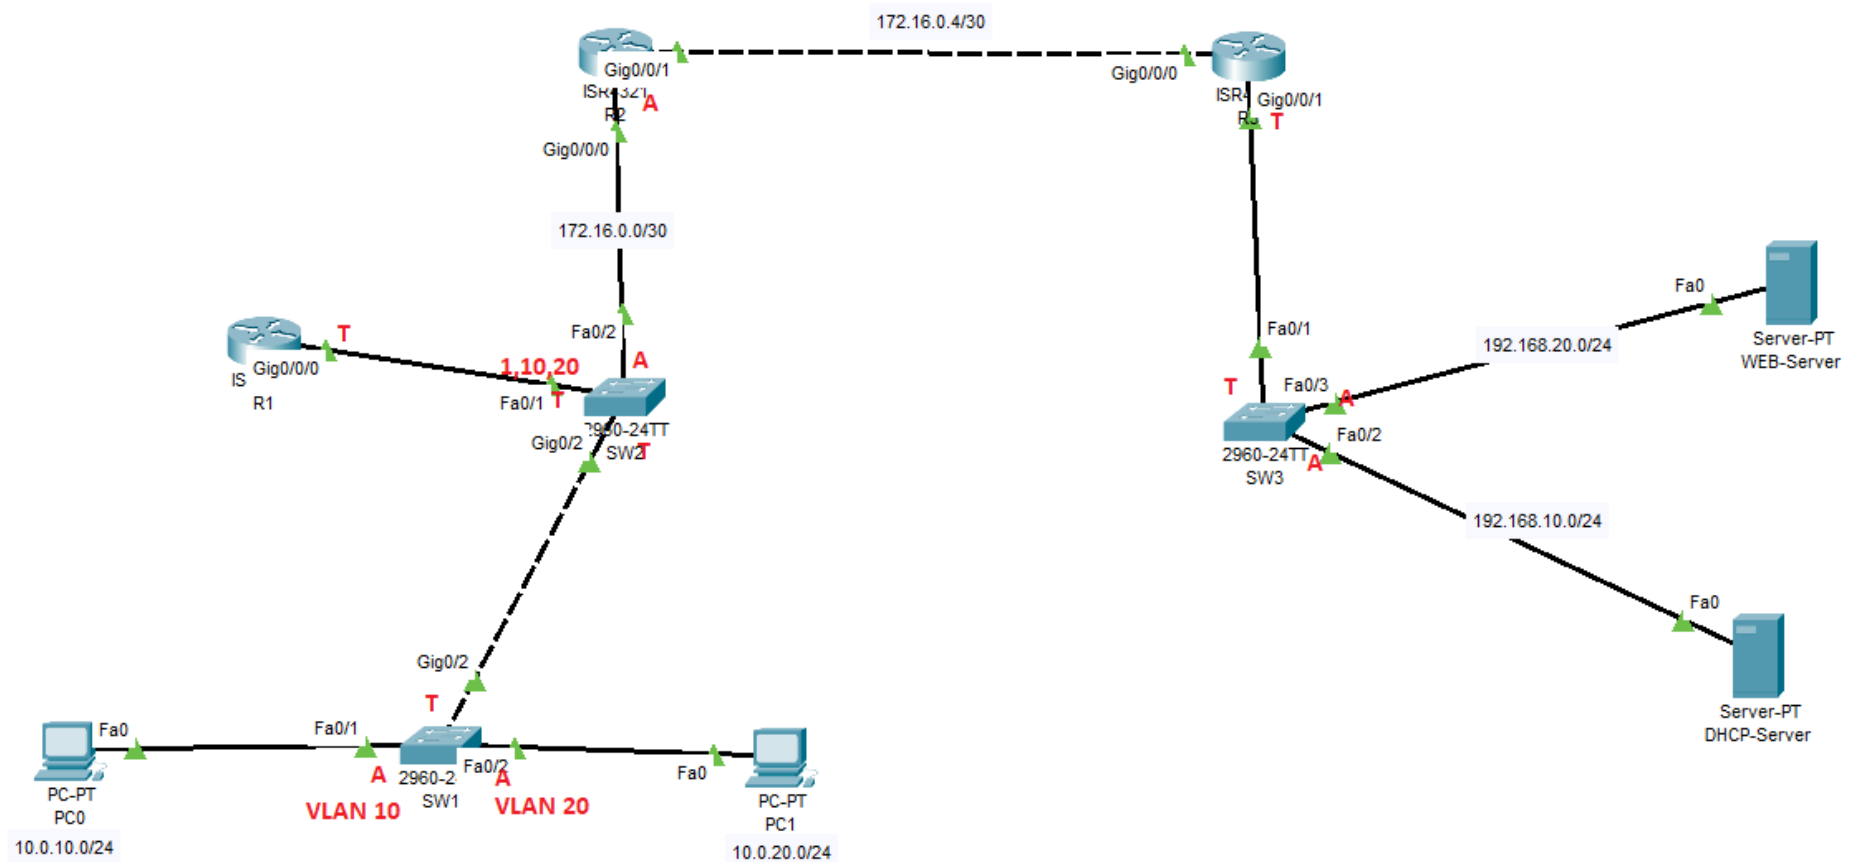 172.16.0.4/30
Gig0/0/1
A
R2
Gig0/0/0
Gig0/0/0
Gig0/0/1
T
172.16.0.0/30
Fa0/2
A
T
Gig0/0/0
IS
R1
1,10,20
Fa0/1
T
Gig0/2
SW2
T
Fa0/1
T
Fa0/3
A
Fa0/2
A
2960-24TT
SW3
192.168.20.0/24
Fa0
Server-PT
WEB-Server
192.168.10.0/24
Fa0
Server-PT
DHCP-Server
Gig0/2
T
Fa0
Fa0/1
A
VLAN 10
2960-2
SW1
Fa0/2
A
VLAN 20
Fa0
PC-PT
PC0
10.0.10.0/24
PC-PT
PC1
10.0.20.0/24